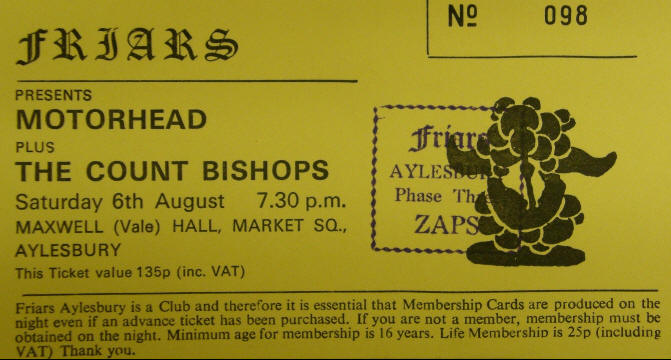 FRIARS
Nº 098
PRESENTS
MOTORHEAD
PLUS
THE COUNT BISHOPS
Saturday 6th August 7.30 p.m.
MAXWELL (Vale) HALL, MARKET SQ.,
AYLESBURY
This Ticket value 135p (inc. VAT)
Friars
AYLESBU
Phase Th
ZAPS
Friars Aylesbury is a Club and therefore it is essential that Membership Cards are produced on the
night even if an advance ticket has been purchased. If you are not a member, membership must be
obtained on the night. Minimum age for membership is 16 years. Life Membership is 25p (including
VAT) Thank you.